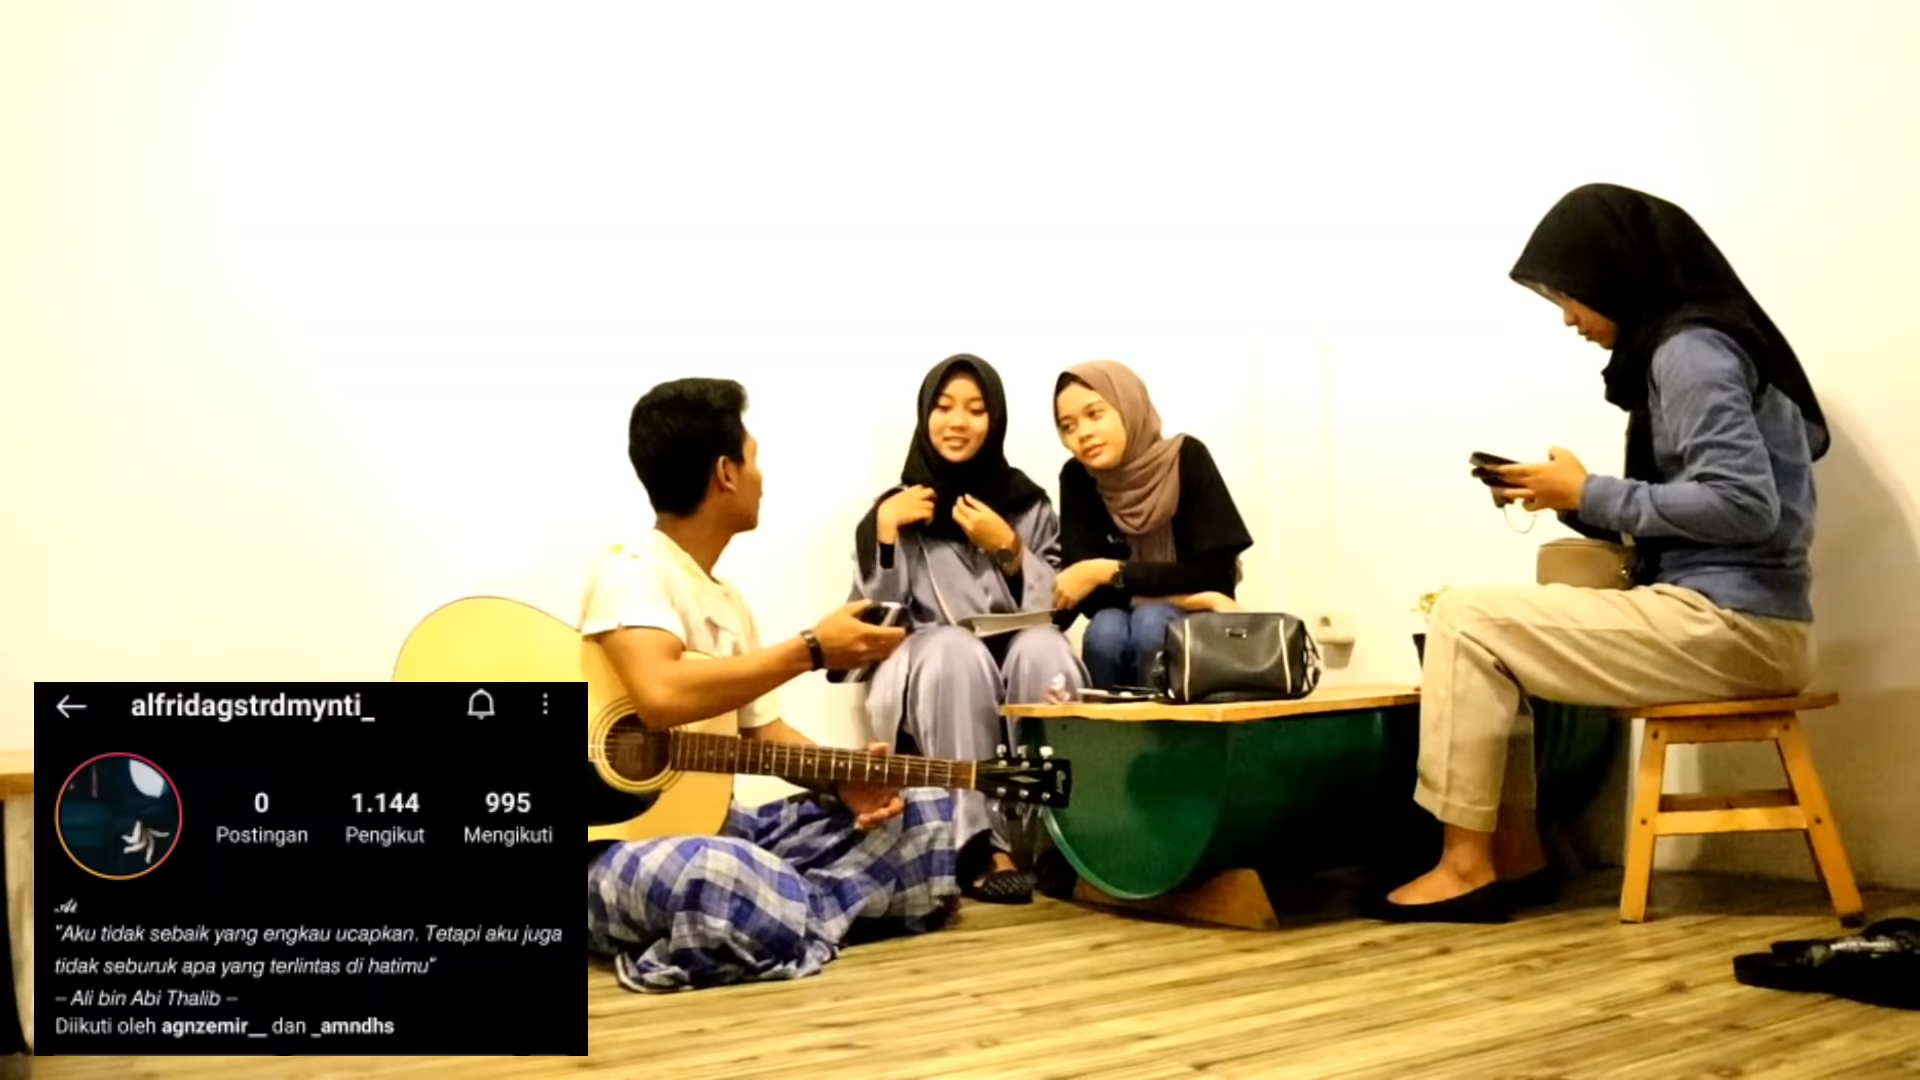 alfridagstrdmynti_
0 1.144 995
Postingan Pengikut Mengikuti
"Aku tidak sebaik yang engkau ucapkan. Tetapi aku juga
tidak seburuk apa yang terlintas di hatimu"
– Ali bin Abi Thalib –
Diikuti oleh agnzemir__ dan _amndhs